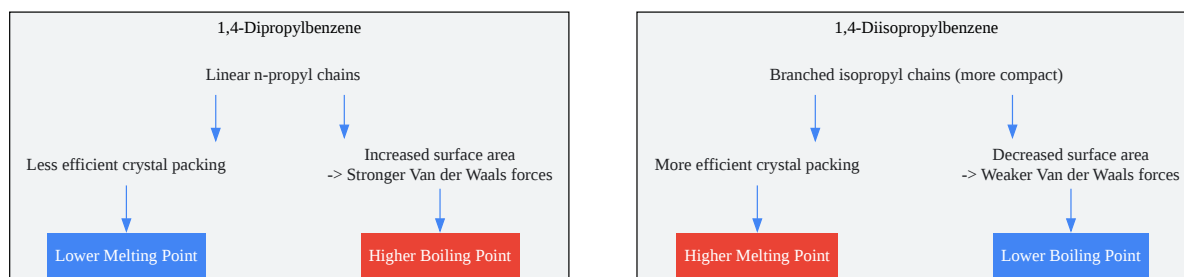 1,4-Dipropylbenzene
Linear n-propyl chains
Less efficient crystal packing
Increased surface area
-> Stronger Van der Waals forces
Lower Melting Point
Higher Boiling Point
1,4-Diisopropylbenzene
Branched isopropyl chains (more compact)
More efficient crystal packing
Decreased surface area
-> Weaker Van der Waals forces
Higher Melting Point
Lower Boiling Point